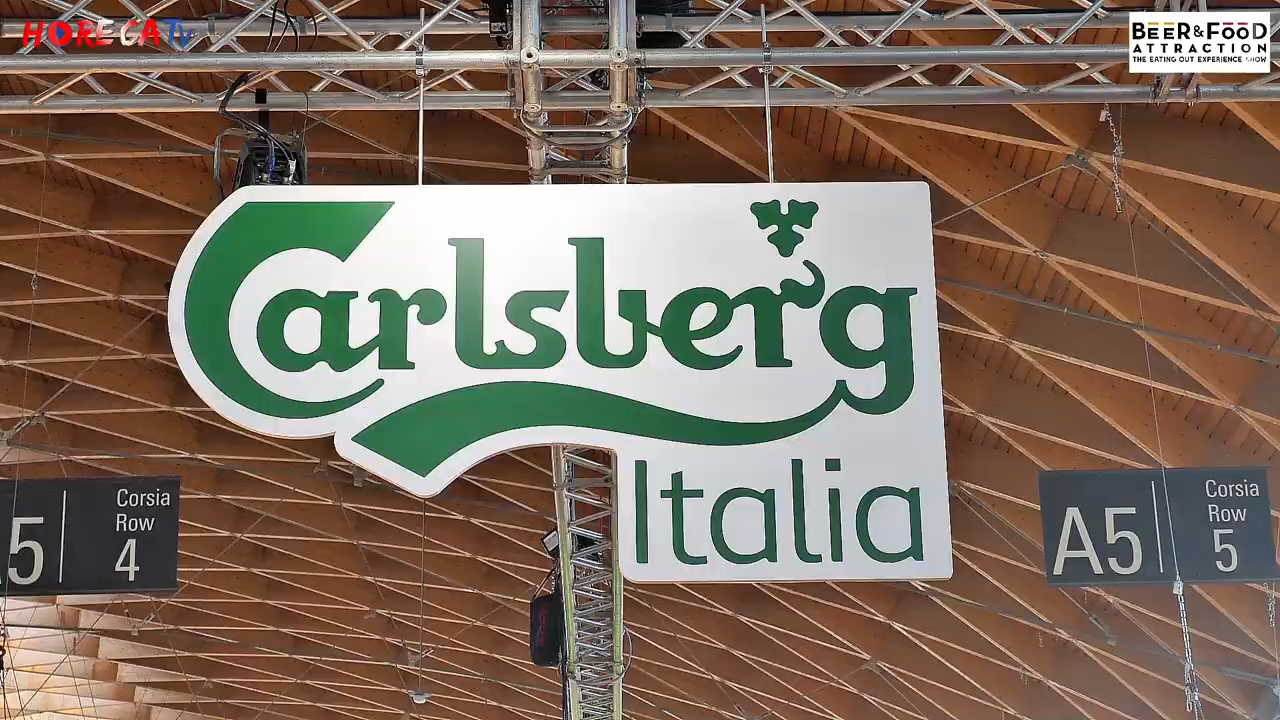 HORECATv
BEER&FOOD
ATTRACTION
THE EATING OUT EXPERIENCE SHOW
Carlsberg
Italia
5
Corsia
Row
4
A5
Corsia
Row
5